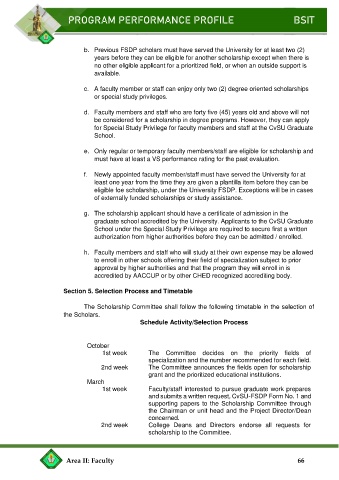 PROGRAM PERFORMANCE PROFILE BSIT
b. Previous FSDP scholars must have served the University for at least two (2)
years before they can be eligible for another scholarship except when there is
no other eligible applicant for a prioritized field, or when an outside support is
available.
c. A faculty member or staff can enjoy only two (2) degree oriented scholarships
or special study privileges.
d. Faculty members and staff who are forty five (45) years old and above will not
be considered for a scholarship in degree programs. However, they can apply
for Special Study Privilege for faculty members and staff at the CvSU Graduate
School.
e. Only regular or temporary faculty members/staff are eligible for scholarship and
must have at least a VS performance rating for the past evaluation.
f. Newly appointed faculty member/staff must have served the University for at
least one year from the time they are given a plantilla item before they can be
eligible foe scholarship, under the University FSDP. Exceptions will be in cases
of externally funded scholarships or study assistance.
g. The scholarship applicant should have a certificate of admission in the
graduate school accredited by the University. Applicants to the CvSU Graduate
School under the Special Study Privilege are required to secure first a written
authorization from higher authorities before they can be admitted / enrolled.
h. Faculty members and staff who will study at their own expense may be allowed
to enroll in other schools offering their field of specialization subject to prior
approval by higher authorities and that the program they will enroll in is
accredited by AACCUP or by other CHED recognized accrediting body.
Section 5. Selection Process and Timetable
The Scholarship Committee shall follow the following timetable in the selection of
the Scholars.
Schedule Activity/Selection Process
October
1st week The Committee decides on the priority fields of
specialization and the number recommended for each field.
2nd week The Committee announces the fields open for scholarship
grant and the prioritized educational institutions.
March
1st week Faculty/staff interested to pursue graduate work prepares
and submits a written request, CvSU-FSDP Form No. 1 and
supporting papers to the Scholarship Committee through
the Chairman or unit head and the Project Director/Dean
concerned.
2nd week College Deans and Directors endorse all requests for
scholarship to the Committee.
Area II: Faculty 66